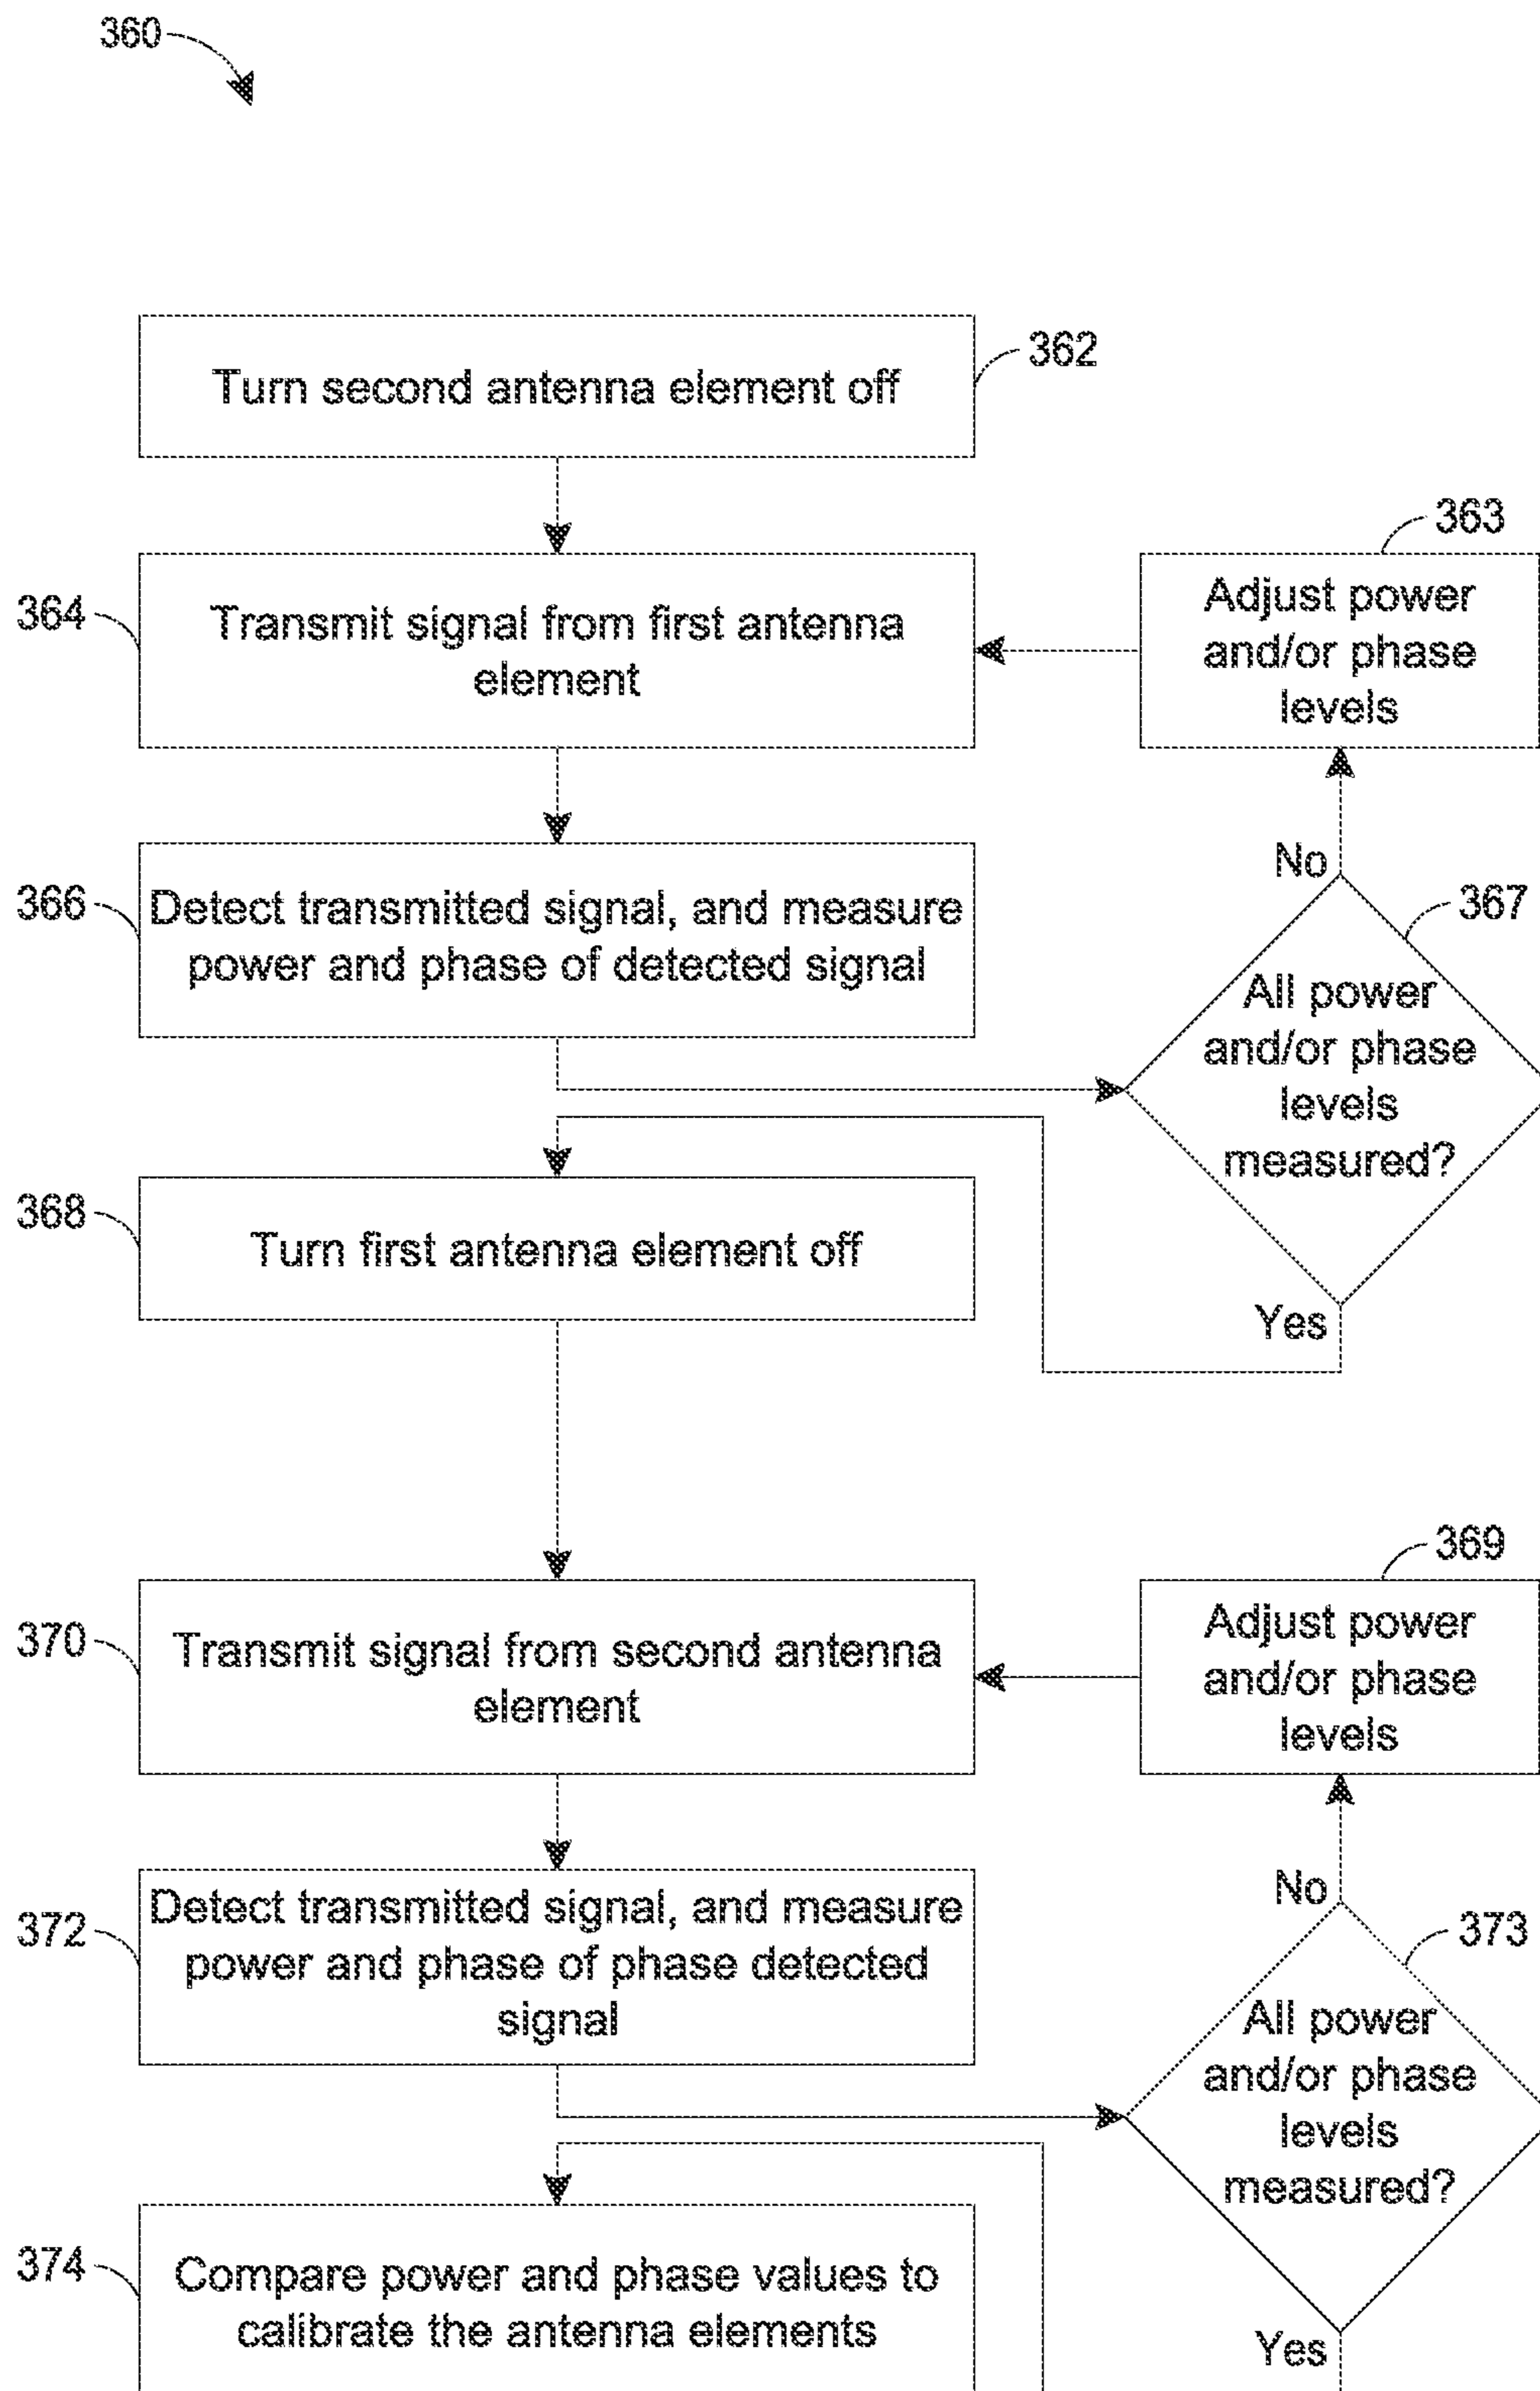 360
Turn second antenna element off
362
363
364
Transmit signal from first antenna
element
Adjust power
and/or phase
levels
366
Detect transmitted signal, and measure
power and phase of detected signal
No
367
All power
and/or phase
levels
measured?
368
Turn first antenna element off
Yes
369
370
Transmit signal from second antenna
element
Adjust power
and/or phase
levels
372
Detect transmitted signal, and measure
power and phase of phase detected
signal
No
373
All power
and/or phase
levels
measured?
374
Compare power and phase values to
calibrate the antenna elements
Yes